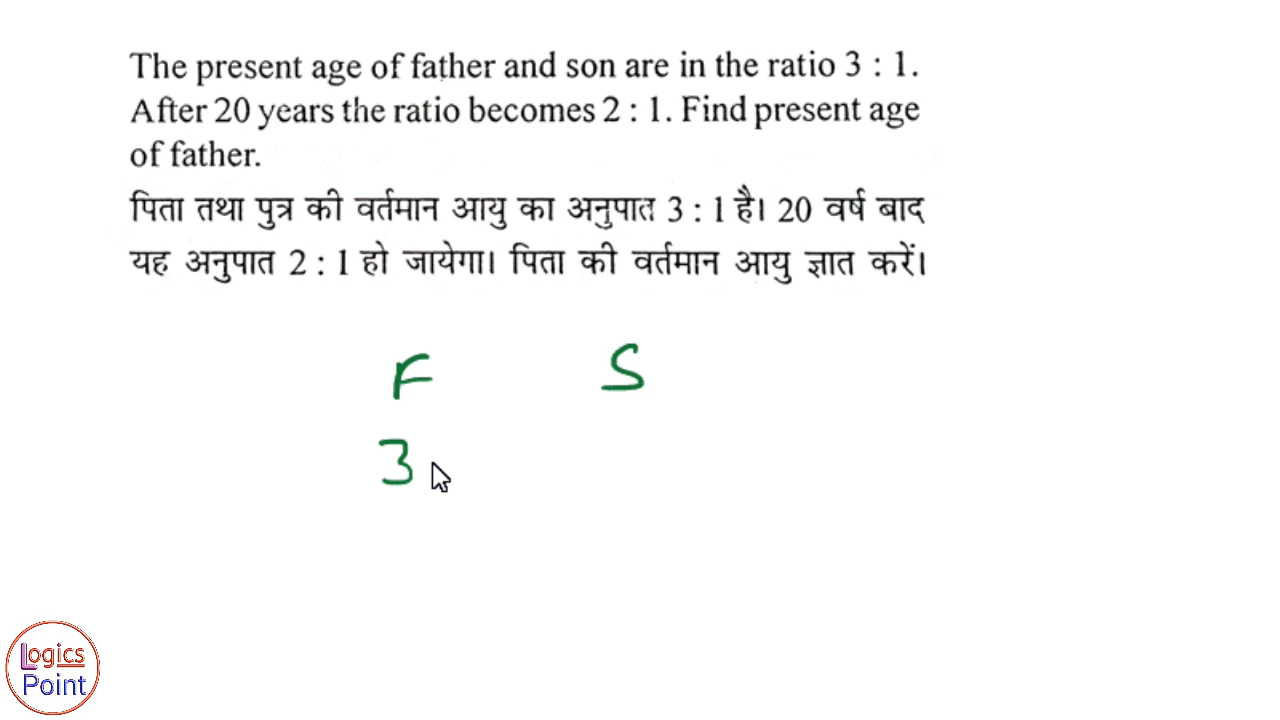 The present age of father and son are in the ratio 3 : 1.
After 20 years the ratio becomes 2 : 1. Find present age
of father.
पिता तथा पुत्र की वर्तमान आयु का अनुपात 3 : 1 है। 20 वर्ष बाद
यह अनुपात 2 : 1 हो जायेगा। पिता की वर्तमान आयु ज्ञात करें।
F S
3
Logics
Point